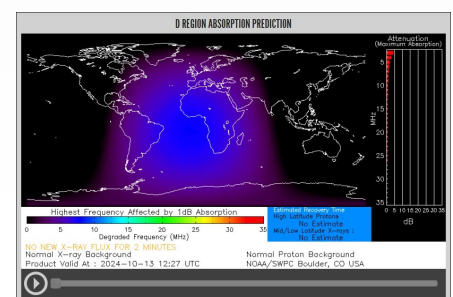 D REGION ABSORPTION PREDICTION
Attenuation
(Maximum Absorption)
5
10
15
20
25
30
35
MHz
0 5 10 15 20 25 30 35
dB
Highest Frequency Affected by 1dB Absorption
0 5 10 15 20 25 30 35
Degraded Frequency (MHz)
Estimated Recovery Time
High Latitude Protons :
No Estimate
Mid/Low Latitude X-rays :
No Estimate
NO NEW X-RAY FLUX FOR 2 MINUTES
Normal X-ray Background
Normal Proton Background
Product Valid At : 2024-10-13 12:27 UTC
NOAA/SWPC Boulder, CO USA